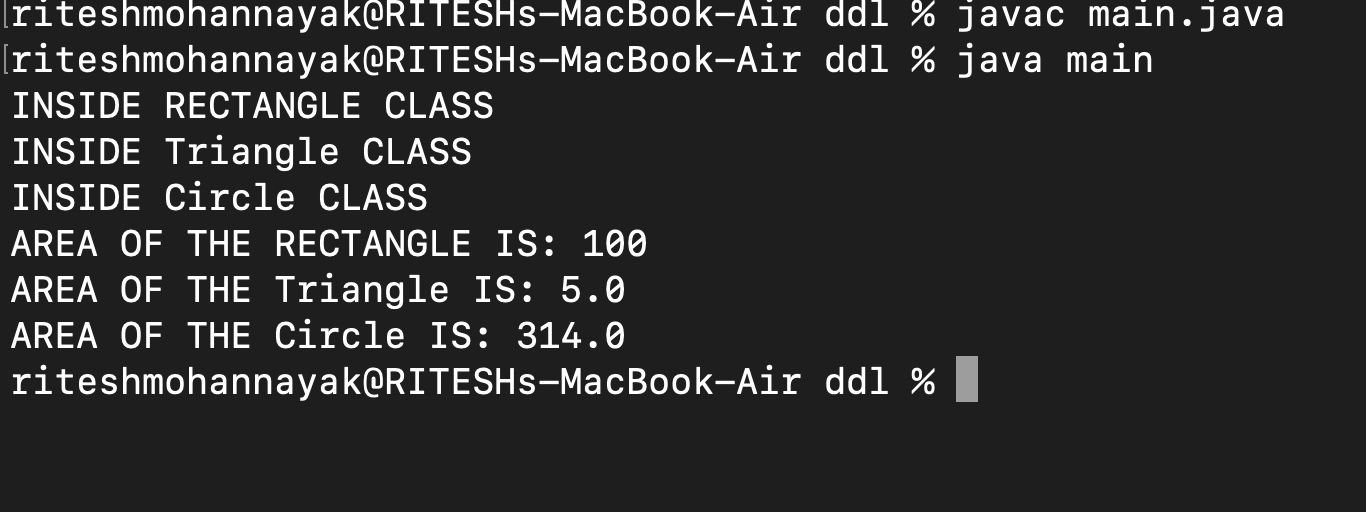 [riteshmohannayak@RITESHs-MacBook-Air ddl % javac main.java
[riteshmohannayak@RITESHs-MacBook-Air ddl % java main
INSIDE RECTANGLE CLASS
INSIDE Triangle CLASS
INSIDE Circle CLASS
AREA OF THE RECTANGLE IS: 100
AREA OF THE Triangle IS: 5.0
AREA OF THE Circle IS: 314.0
riteshmohannayak@RITESHs-MacBook-Air ddl %